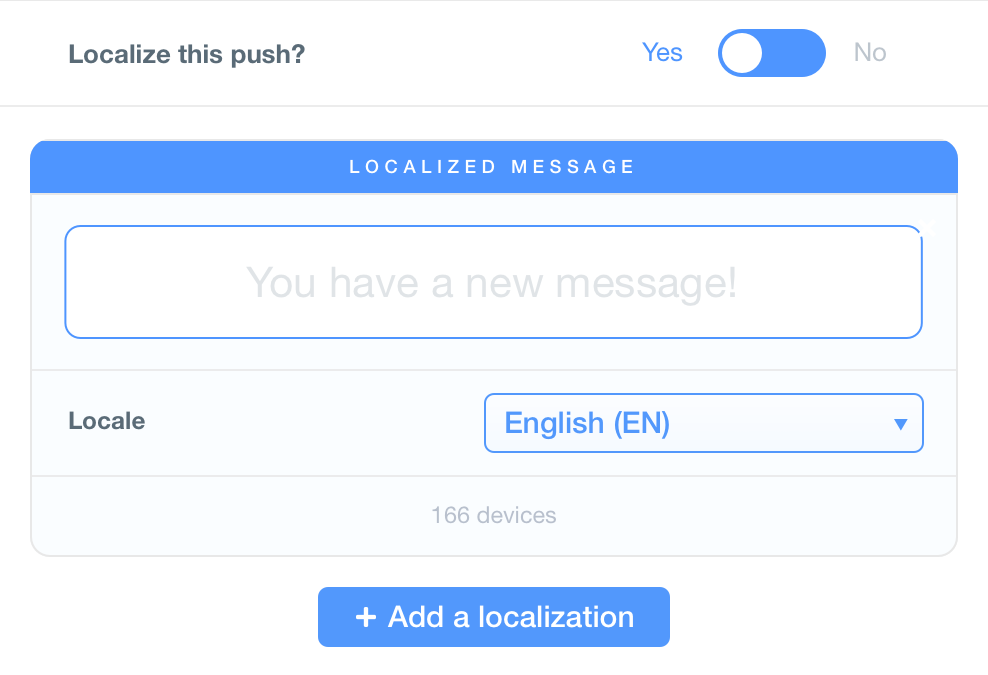 Localize this push? Yes No
LOCALIZED MESSAGE
You have a new message!
Locale English (EN)
166 devices
+ Add a localization